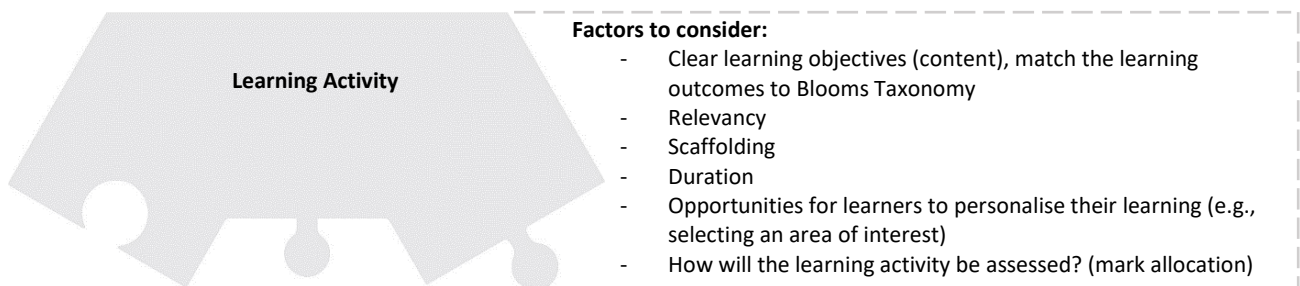 Learning Activity
Factors to consider:
- Clear learning objectives (content), match the learning
outcomes to Blooms Taxonomy
- Relevancy
- Scaffolding
- Duration
- Opportunities for learners to personalise their learning (e.g.,
selecting an area of interest)
- How will the learning activity be assessed? (mark allocation)